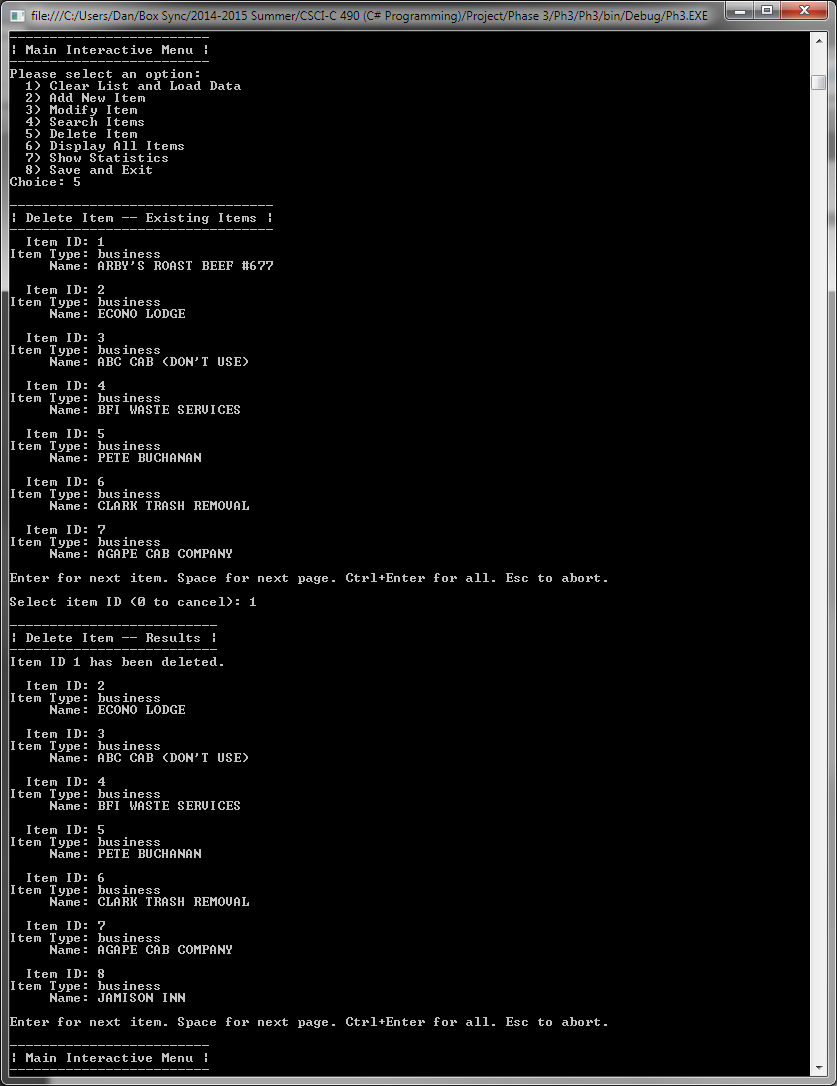 file:///C:/Users/Dan/Box Sync/2014-2015 Summer/CSCI-C 490 (C# Programming)/Project/Phase 3/Ph3/Ph3/bin/Debug/Ph3.EXE
-------------------------
| Main Interactive Menu |
-------------------------
Please select an option:
  1) Clear List and Load Data
  2) Add New Item
  3) Modify Item
  4) Search Items
  5) Delete Item
  6) Display All Items
  7) Show Statistics
  8) Save and Exit
Choice: 5

---------------------------------
| Delete Item -- Existing Items |
---------------------------------
  Item ID: 1
Item Type: business
     Name: ARBY'S ROAST BEEF #677

  Item ID: 2
Item Type: business
     Name: ECONO LODGE

  Item ID: 3
Item Type: business
     Name: ABC CAB (DON'T USE)

  Item ID: 4
Item Type: business
     Name: BFI WASTE SERVICES

  Item ID: 5
Item Type: business
     Name: PETE BUCHANAN

  Item ID: 6
Item Type: business
     Name: CLARK TRASH REMOVAL

  Item ID: 7
Item Type: business
     Name: AGAPE CAB COMPANY

Enter for next item. Space for next page. Ctrl+Enter for all. Esc to abort.

Select item ID (0 to cancel): 1

--------------------------
| Delete Item -- Results |
--------------------------
Item ID 1 has been deleted.

  Item ID: 2
Item Type: business
     Name: ECONO LODGE

  Item ID: 3
Item Type: business
     Name: ABC CAB (DON'T USE)

  Item ID: 4
Item Type: business
     Name: BFI WASTE SERVICES

  Item ID: 5
Item Type: business
     Name: PETE BUCHANAN

  Item ID: 6
Item Type: business
     Name: CLARK TRASH REMOVAL

  Item ID: 7
Item Type: business
     Name: AGAPE CAB COMPANY

  Item ID: 8
Item Type: business
     Name: JAMISON INN

Enter for next item. Space for next page. Ctrl+Enter for all. Esc to abort.

-------------------------
| Main Interactive Menu |
-------------------------